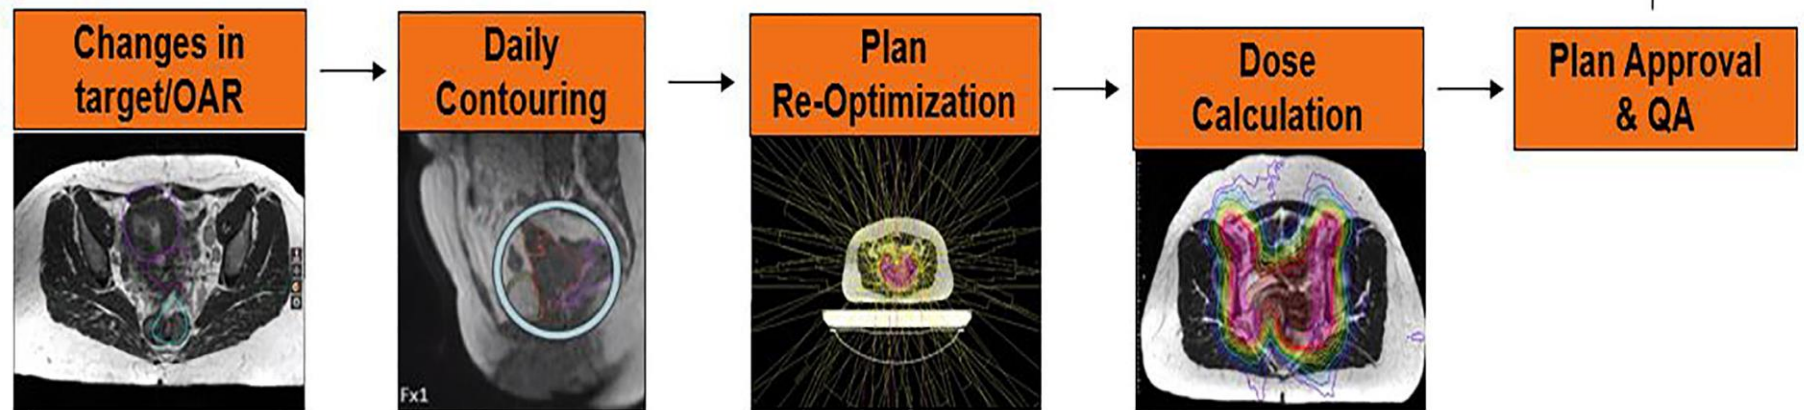 Changes in
target/OAR
Daily
Contouring
Plan
Re-Optimization
Dose
Calculation
Plan Approval
& QA
Fx1